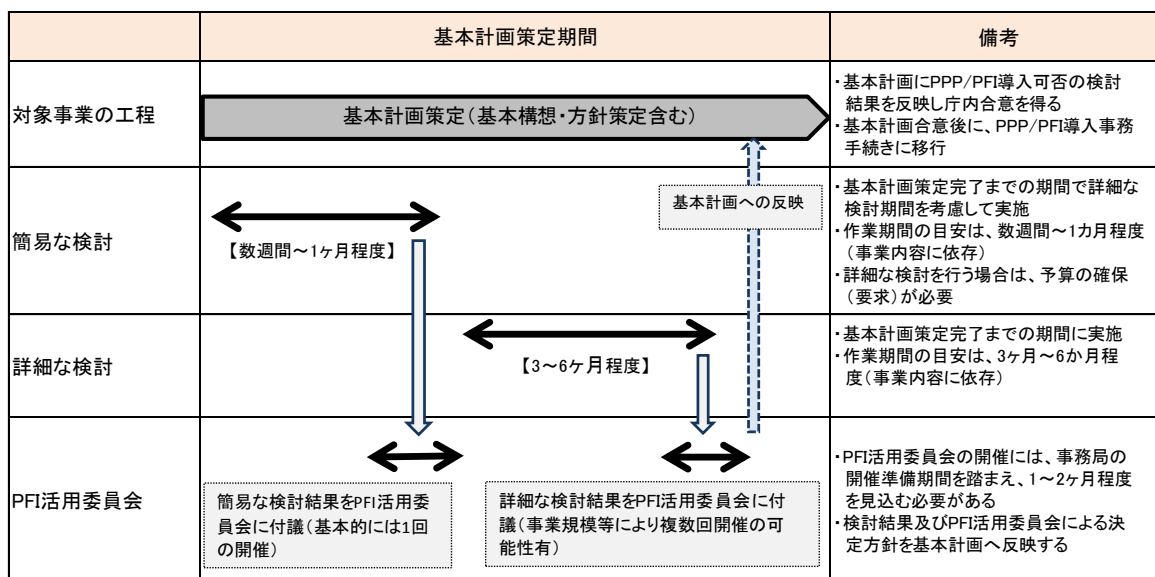 基本計画策定期間
備考
対象事業の工程
基本計画策定(基本構想・方針策定含む)
・基本計画にPPP/PFI導入可否の検討
結果を反映し庁内合意を得る
・基本計画合意後に、PPP/PFI導入事務
手続きに移行
簡易な検討
【数週間～1ヶ月程度】
基本計画への反映
・基本計画策定完了までの期間で詳細な
検討期間を考慮して実施
・作業期間の目安は、数週間～1カ月程度
(事業内容に依存)
・詳細な検討を行う場合は、予算の確保
(要求)が必要
詳細な検討
【3～6ヶ月程度】
・基本計画策定完了までの期間に実施
・作業期間の目安は、3ヶ月～6か月程
度(事業内容に依存)
PFI活用委員会
簡易な検討結果をPFI活用委
員会に付議(基本的には1回
の開催)
詳細な検討結果をPFI活用委員会に付
議(事業規模等により複数回開催の可
能性有)
・PFI活用委員会の開催には、事務局の
開催準備期間を踏まえ、1～2ヶ月程度
を見込む必要がある
・検討結果及びPFI活用委員会による決
定方針を基本計画へ反映する